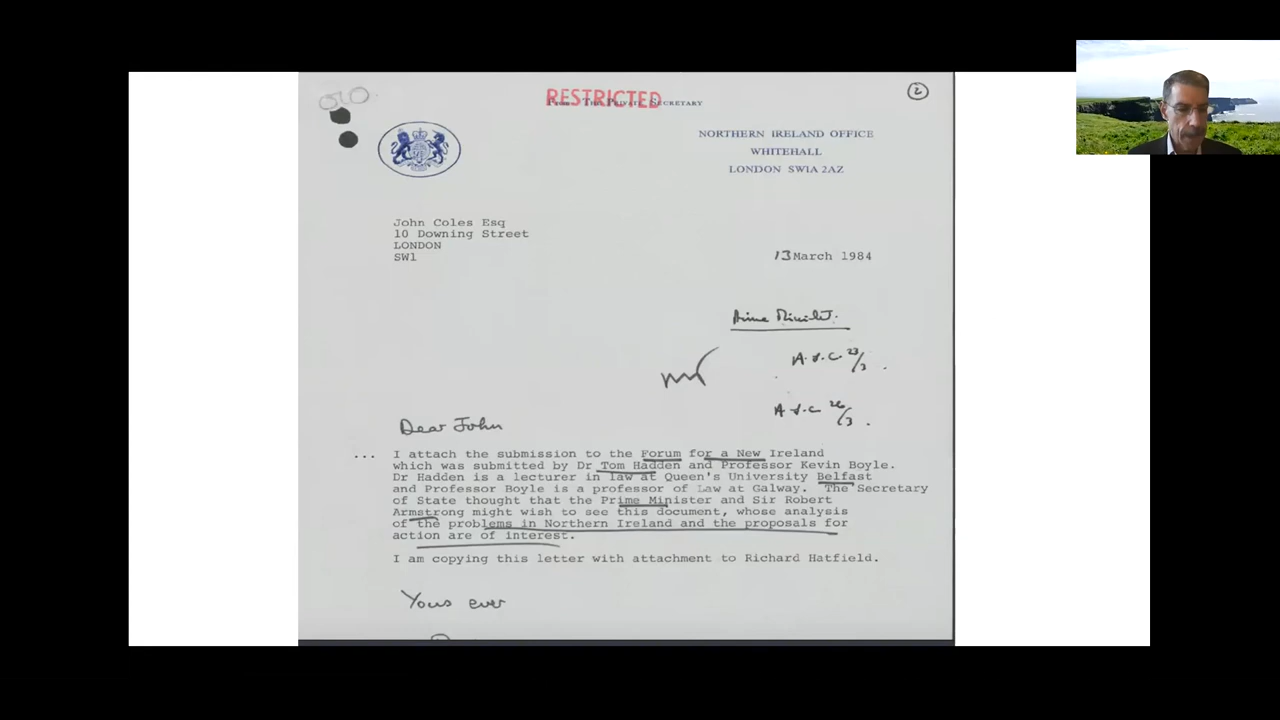 RESTRICTED
2
FROM THE PRIVATE SECRETARY
NORTHERN IRELAND OFFICE
WHITEHALL
LONDON SW1A 2AZ
John Coles Esq
10 Downing Street
LONDON
SW1
13 March 1984
Prime Minister.
A.J.C 23/3
A.J.C 26/3
Dear John
... I attach the submission to the Forum for a New Ireland
which was submitted by Dr Tom Hadden and Professor Kevin Boyle.
Dr Hadden is a lecturer in law at Queen's University Belfast
and Professor Boyle is a professor of Law at Galway. The Secretary
of State thought that the Prime Minister and Sir Robert
Armstrong might wish to see this document, whose analysis
of the problems in Northern Ireland and the proposals for
action are of interest.
I am copying this letter with attachment to Richard Hatfield.
Yours ever